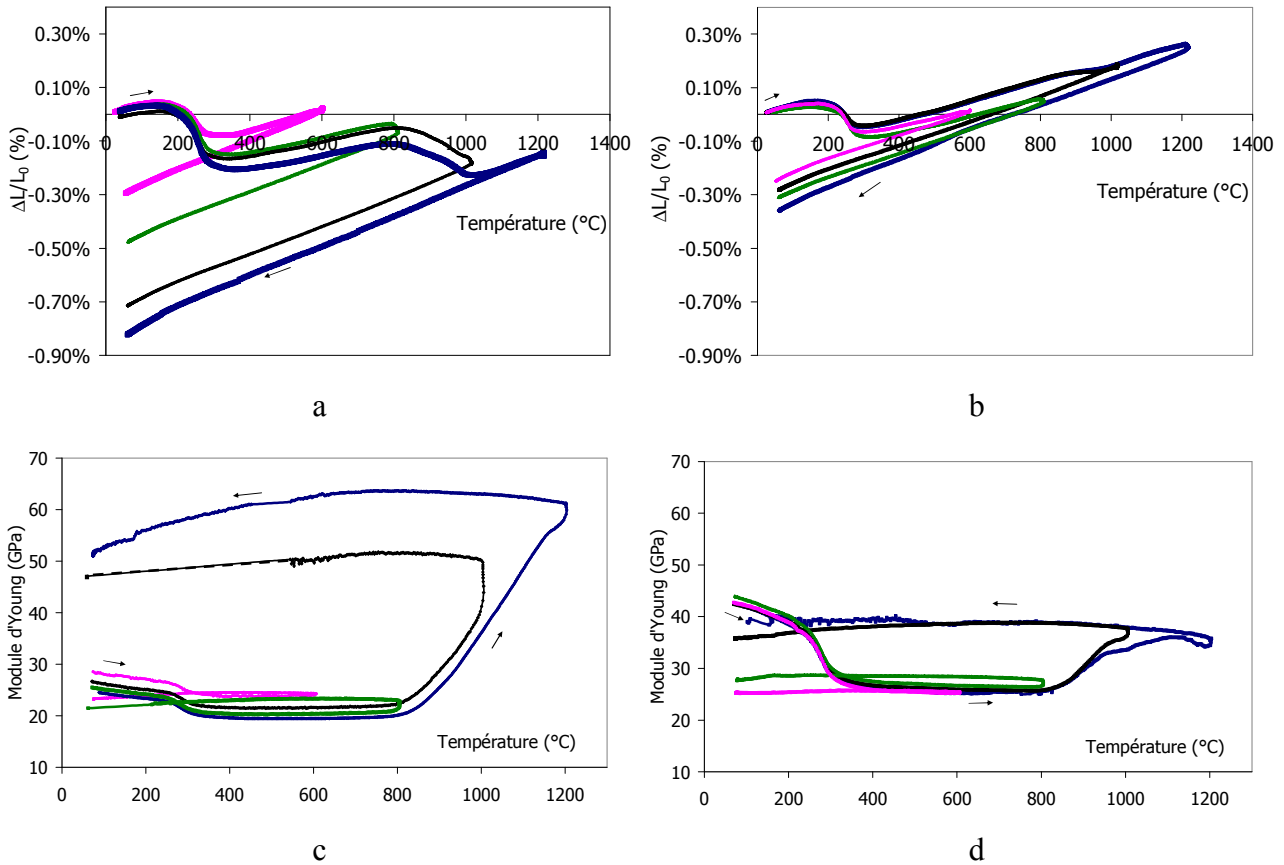 0.30%
0.10%
-0.10%
-0.30%
-0.50%
-0.70%
-0.90%
0 200 400 600 800 1000 1200 1400
ΔL/L0 (%)
Température (°C)
a
0.30%
0.10%
-0.10%
-0.30%
-0.50%
-0.70%
-0.90%
0 200 400 600 800 1000 1200 1400
ΔL/L0 (%)
Température (°C)
b
70
60
50
40
30
20
10
0 200 400 600 800 1000 1200
Module d'Young (GPa)
Température (°C)
c
70
60
50
40
30
20
10
0 200 400 600 800 1000 1200
Module d'Young (GPa)
Température (°C)
d